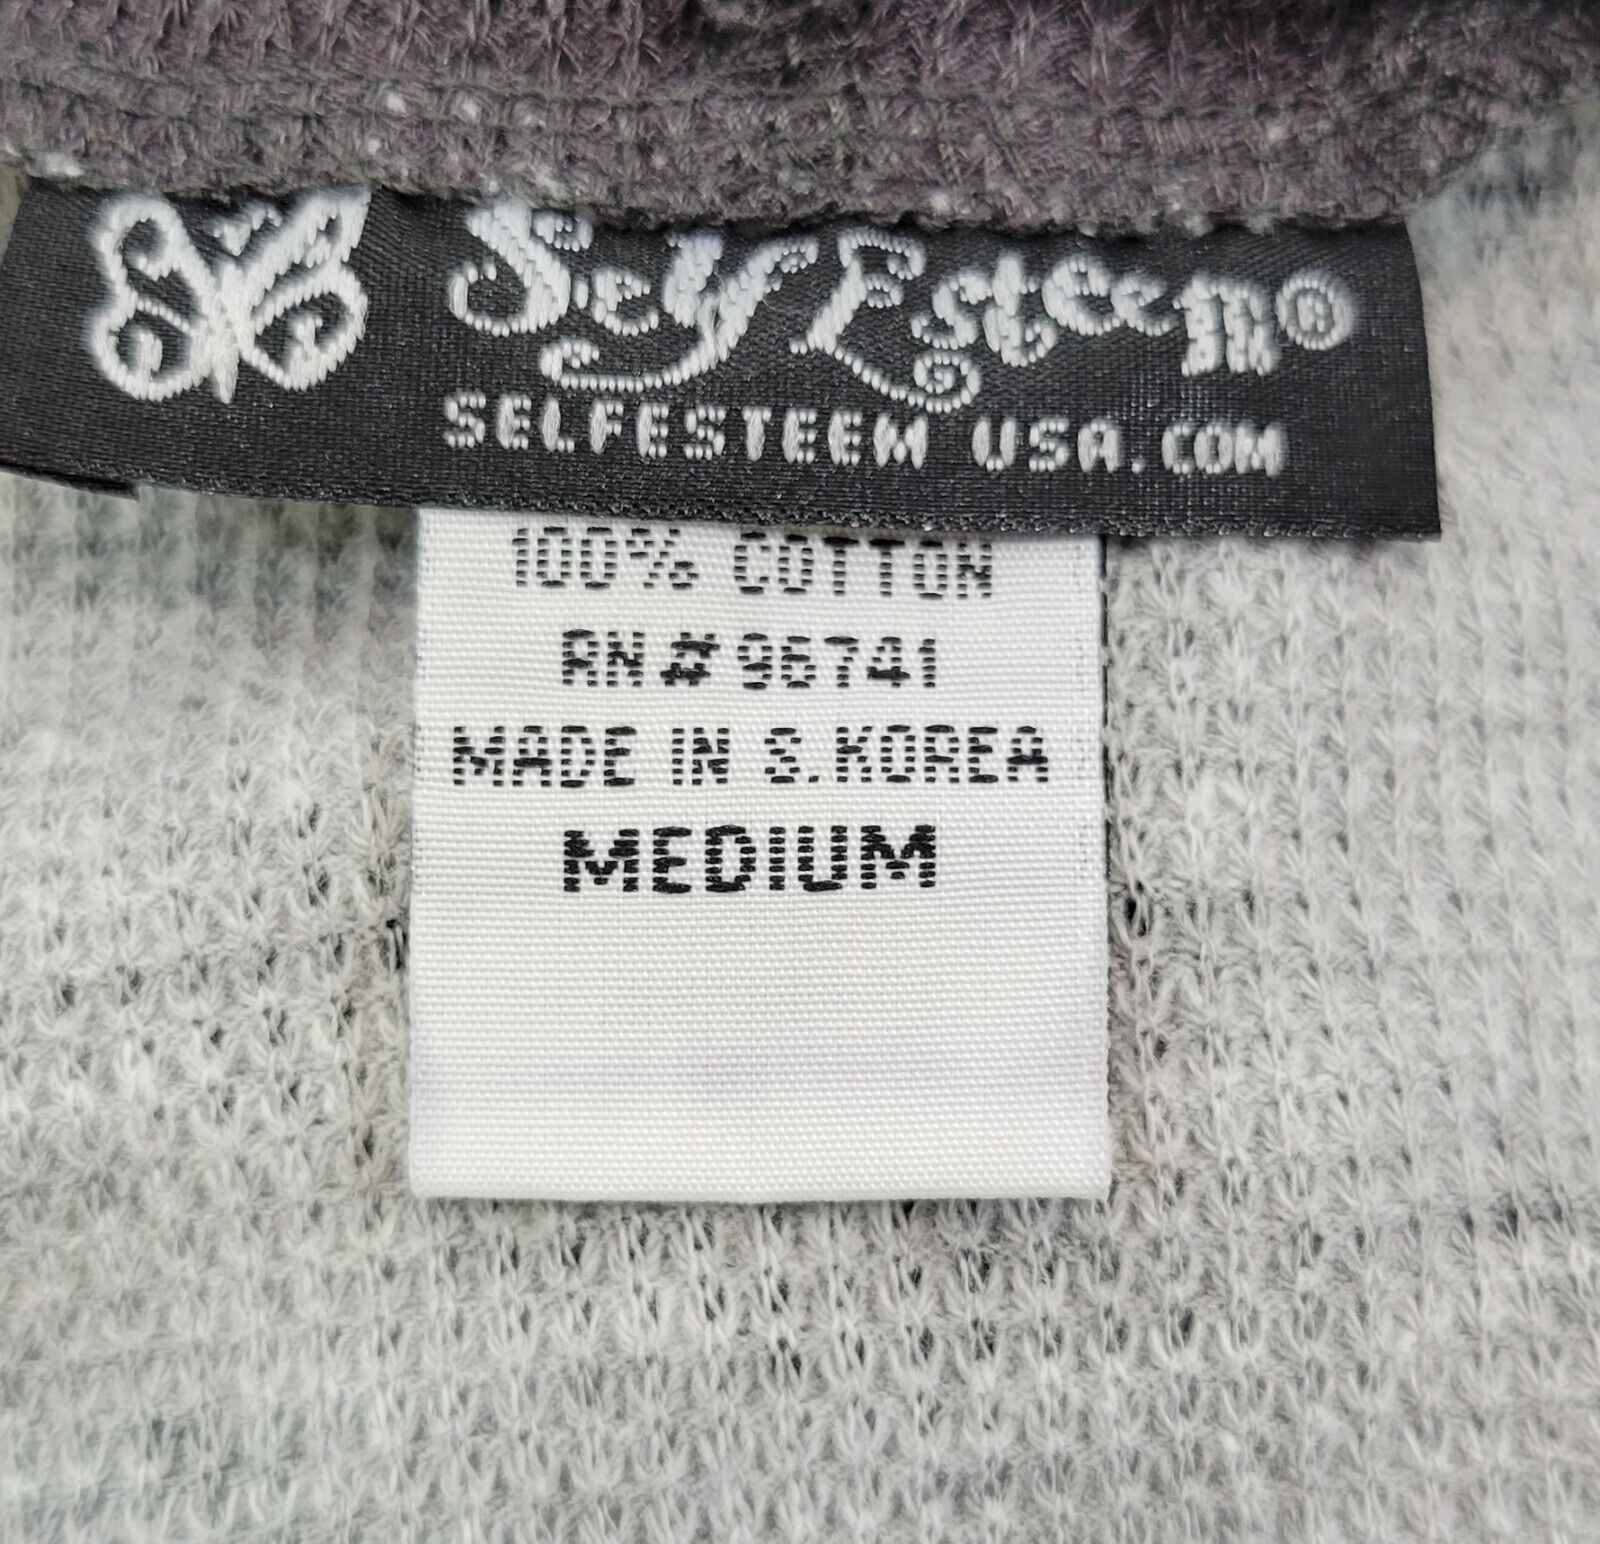 Self Esteem®
SELFESTEEM USA.COM
100% COTTON
RN# 96741
MADE IN S.KOREA
MEDIUM